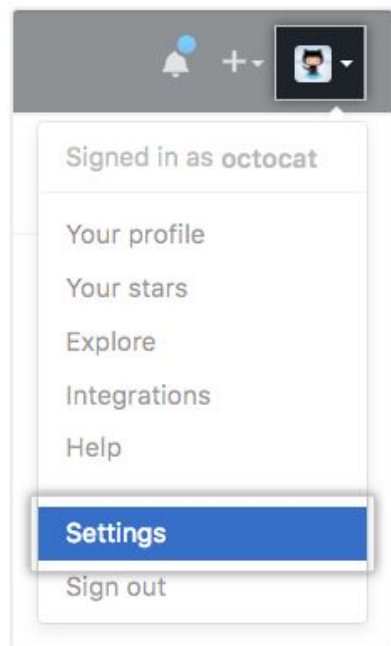 Signed in as octocat
Your profile
Your stars
Explore
Integrations
Help
Settings
Sign out